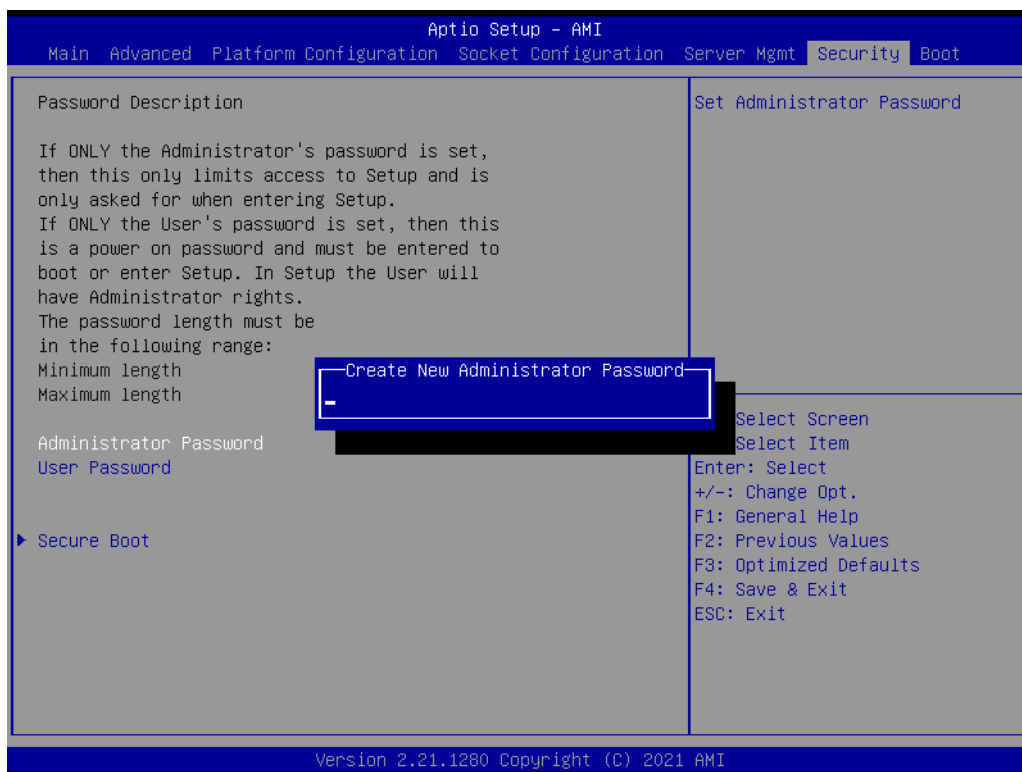 Aptio Setup – AMI
Main Advanced Platform Configuration Socket Configuration Server Mgmt Security Boot
Password Description
If ONLY the Administrator's password is set,
then this only limits access to Setup and is
only asked for when entering Setup.
If ONLY the User's password is set, then this
is a power on password and must be entered to
boot or enter Setup. In Setup the User will
have Administrator rights.
The password length must be
in the following range:
Minimum length
Maximum length
Administrator Password
User Password
Secure Boot
Create New Administrator Password
Set Administrator Password
Select Screen
Select Item
Enter: Select
+/-: Change Opt.
F1: General Help
F2: Previous Values
F3: Optimized Defaults
F4: Save & Exit
ESC: Exit
Version 2.21.1280 Copyright (C) 2021 AMI